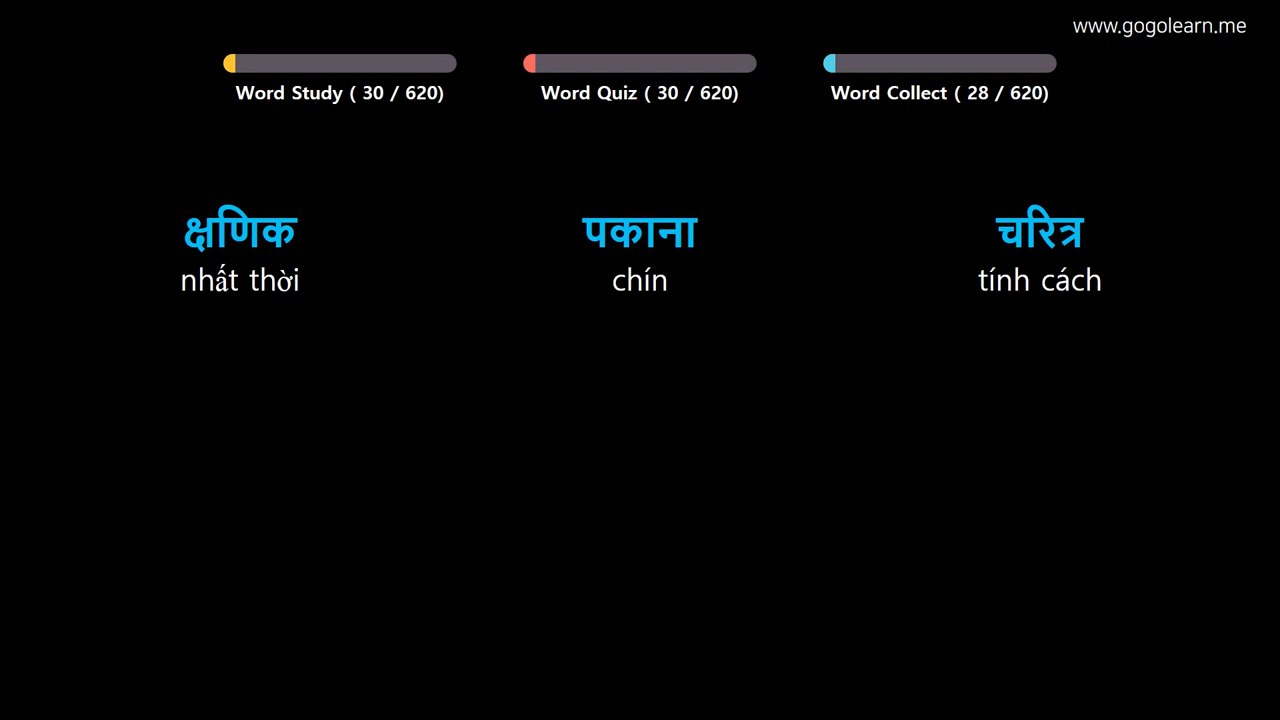 www.gogolearn.me
Word Study ( 30 / 620)
Word Quiz ( 30 / 620)
Word Collect ( 28 / 620)
क्षणिक
nhất thời
पकाना
chín
चरित्र
tính cách